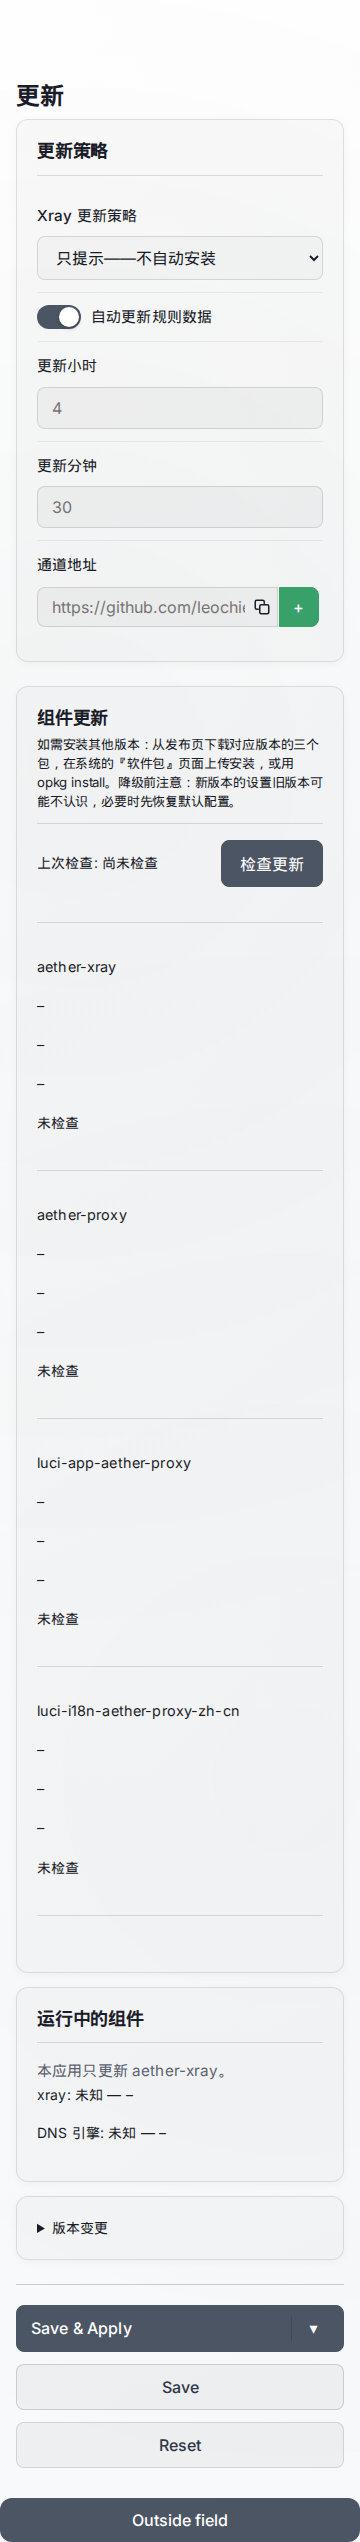 更新
更新策略
Xray 更新策略
只提示——不自动安装
自动更新规则数据
更新小时
4
更新分钟
30
通道地址
https://github.com/leochie
+
组件更新
如需安装其他版本：从发布页下载对应版本的三个
包，在系统的『软件包』页面上传安装，或用
opkg install。降级前注意：新版本的设置旧版本可
能不认识，必要时先恢复默认配置。
上次检查: 尚未检查
检查更新
aether-xray
–
–
–
未检查
aether-proxy
–
–
–
未检查
luci-app-aether-proxy
–
–
–
未检查
luci-i18n-aether-proxy-zh-cn
–
–
–
未检查
运行中的组件
本应用只更新 aether-xray。
xray: 未知 — –
DNS 引擎: 未知 — –
▶ 版本变更
Save & Apply ▼
Save
Reset
Outside field